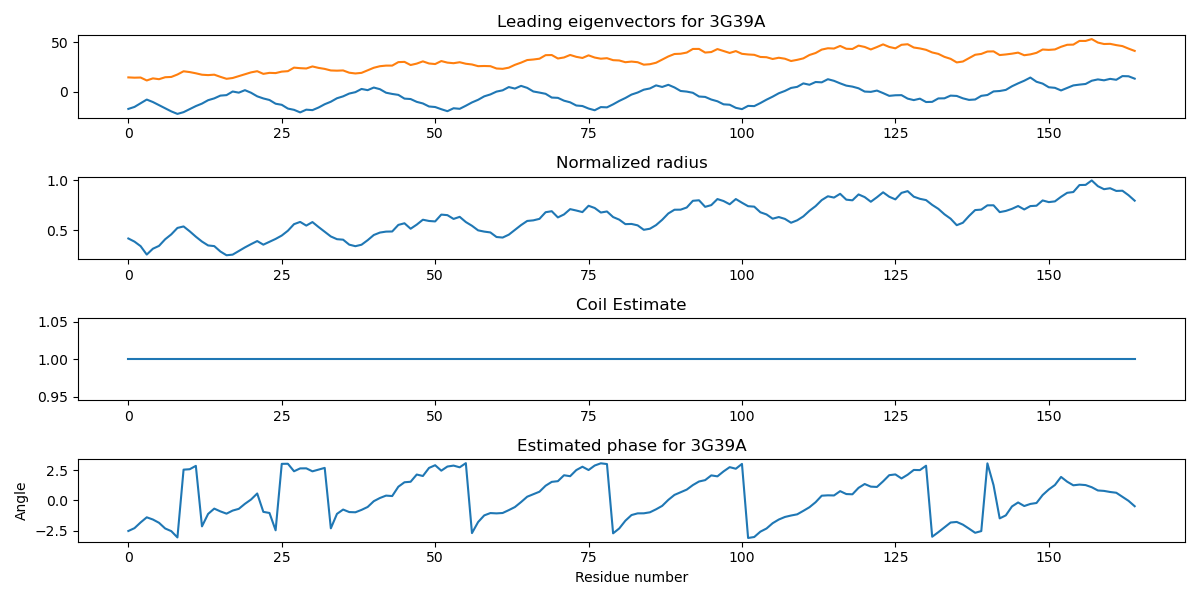 Leading eigenvectors for 3G39A
50
0
0 25 50 75 100 125 150
Normalized radius
1.0
0.5
0 25 50 75 100 125 150
Coil Estimate
1.05
1.00
0.95
0 25 50 75 100 125 150
Estimated phase for 3G39A
2.5
0.0
−2.5
Angle
0 25 50 75 100 125 150
Residue number